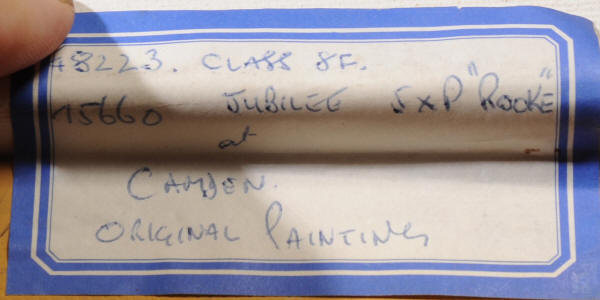 48223. CLASS 8F.
45660 JUBILEE 5XP "ROOKE"
at
CAMDEN.
ORIGINAL PAINTING